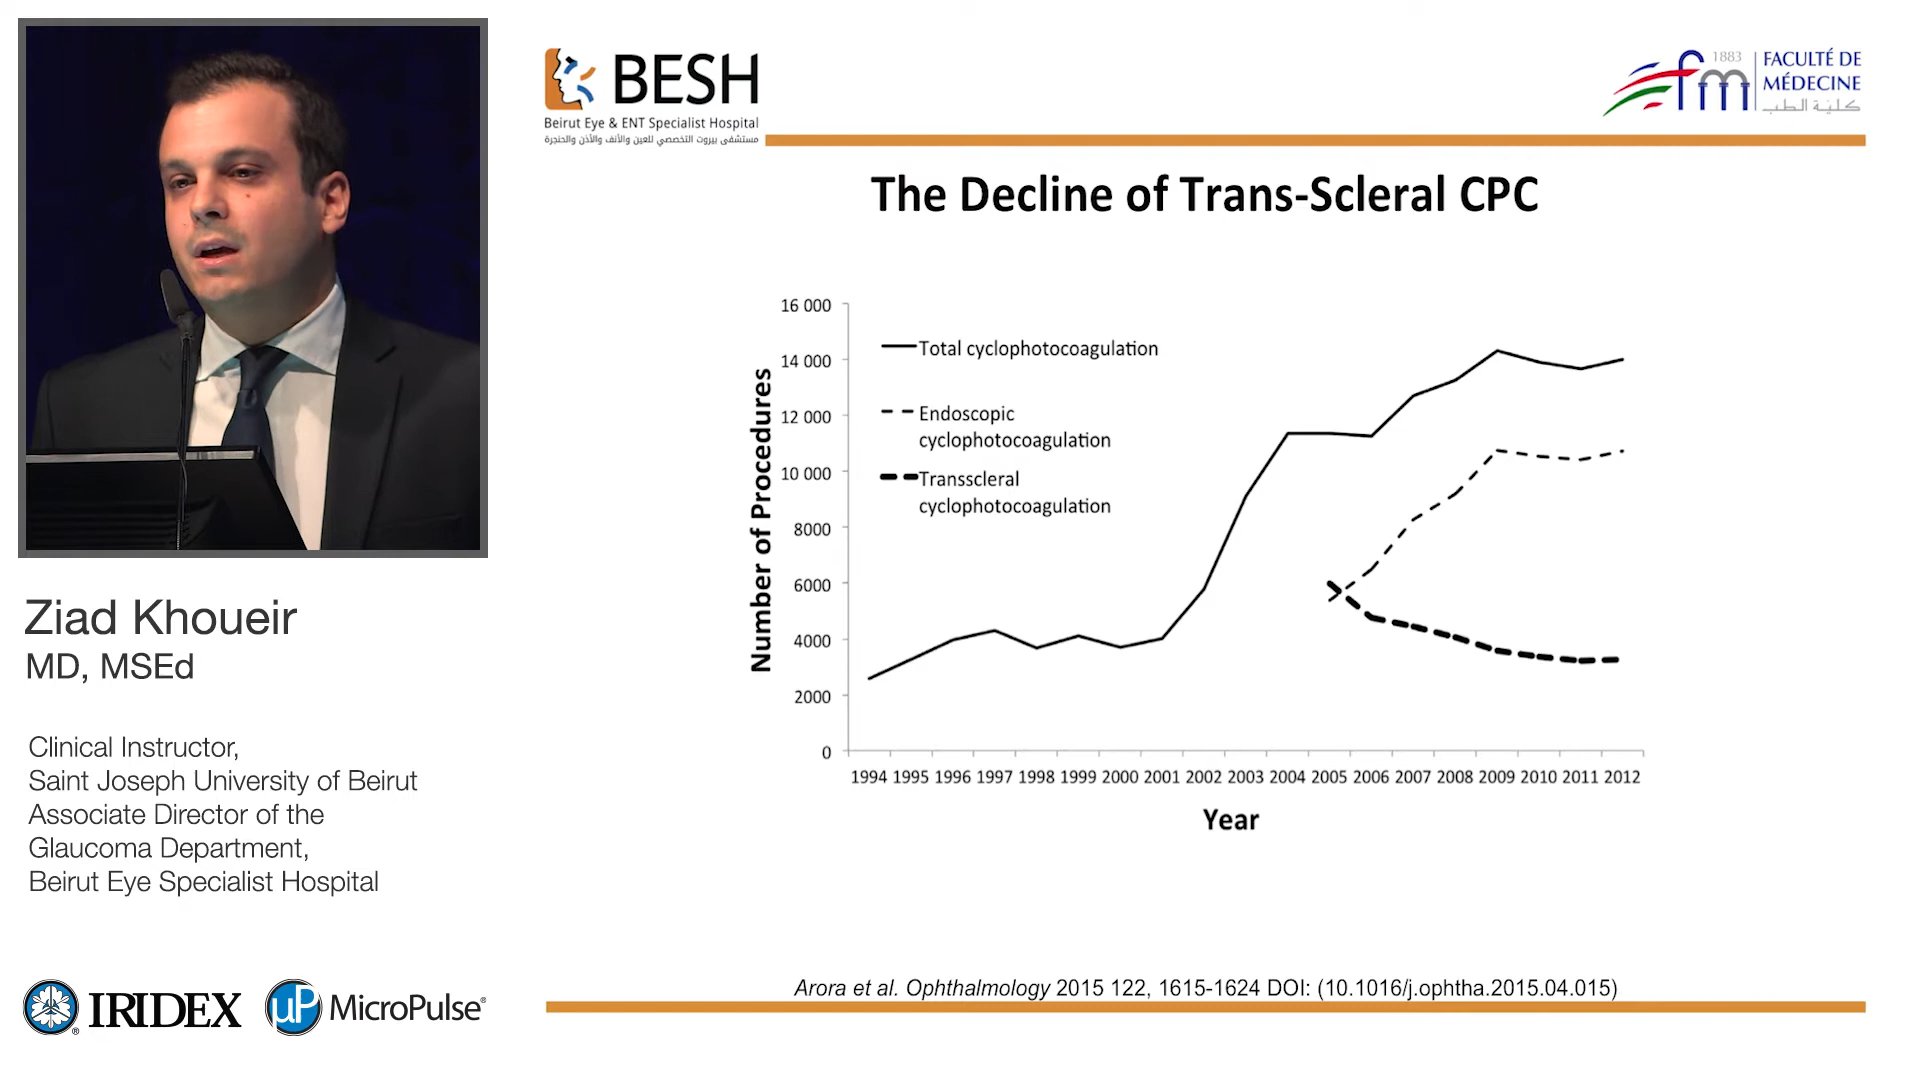 BESH
Beirut Eye & ENT Specialist Hospital
مستشفى بيروت التخصصي للعين والأنف والأذن والحنجرة
1883
fm
FACULTÉ DE
MÉDECINE
كلية الطب
The Decline of Trans-Scleral CPC
Number of Procedures
16 000
14 000
12 000
10 000
8000
6000
4000
2000
0
Total cyclophotocoagulation
Endoscopic
cyclophotocoagulation
Transscleral
cyclophotocoagulation
1994 1995 1996 1997 1998 1999 2000 2001 2002 2003 2004 2005 2006 2007 2008 2009 2010 2011 2012
Year
Arora et al. Ophthalmology 2015 122, 1615-1624 DOI: (10.1016/j.ophtha.2015.04.015)
Ziad Khoueir
MD, MSEd
Clinical Instructor,
Saint Joseph University of Beirut
Associate Director of the
Glaucoma Department,
Beirut Eye Specialist Hospital
IRIDEX®
µP MicroPulse®